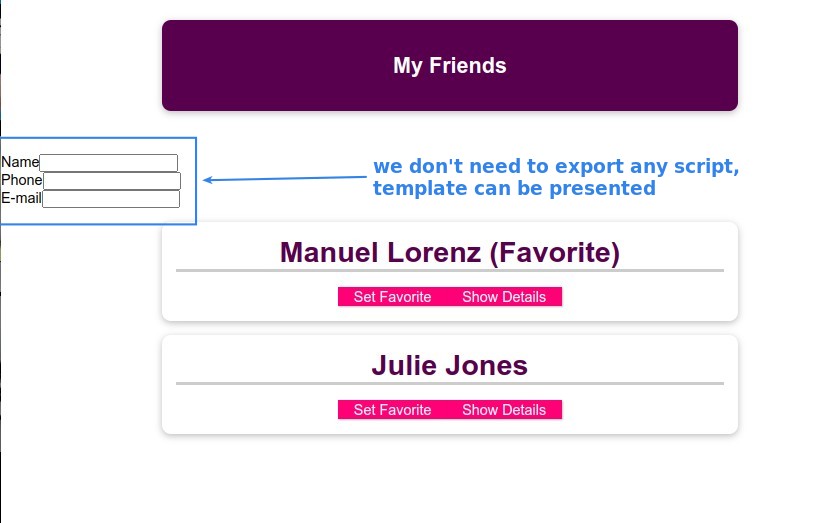 My Friends
Name
Phone
E-mail
we don't need to export any script,
template can be presented
Manuel Lorenz (Favorite)
Set Favorite Show Details
Julie Jones
Set Favorite Show Details